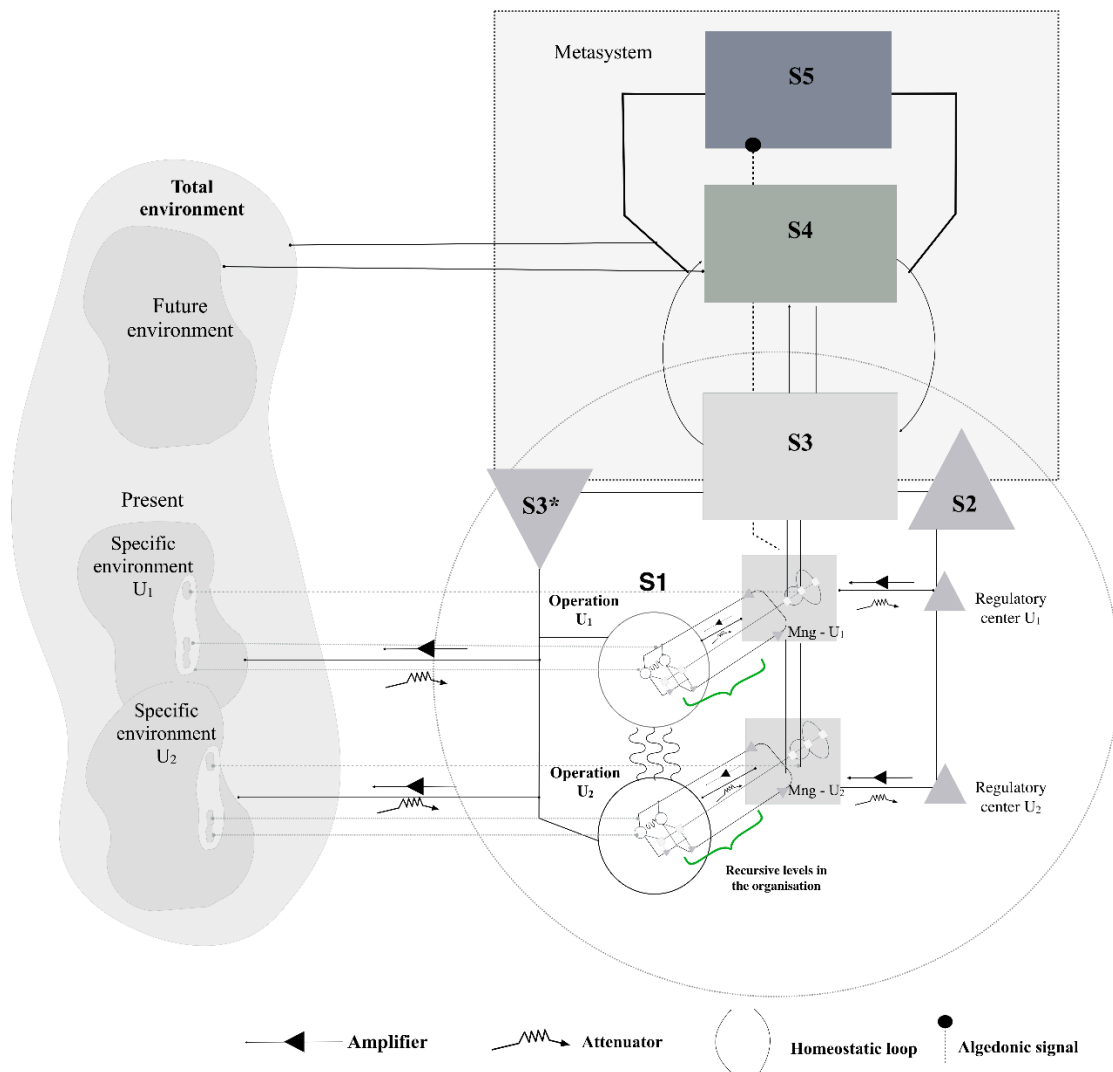 Metasystem
S5
Total
environment
S4
Future
environment
S3
Present
S3*
S2
Specific
environment
U₁
S1
Operation
U₁
Mng - U₁
Regulatory
center U₁
Specific
environment
U₂
Operation
U₂
Mng - U₂
Regulatory
center U₂
Recursive levels in
the organisation
Amplifier
Attenuator
Homeostatic loop
Algedonic signal